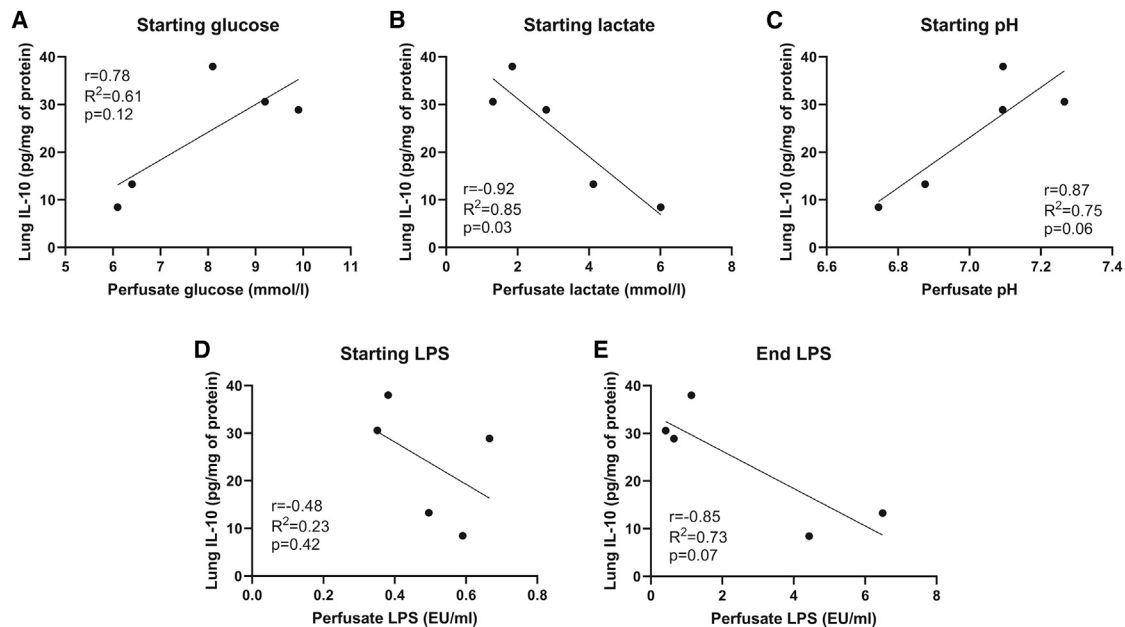 A
Starting glucose
Lung IL-10 (pg/mg of protein)
40
30
20
10
0
r=0.78
R²=0.61
p=0.12
5
6
7
8
9
10
11
Perfusate glucose (mmol/l)
B
Starting lactate
Lung IL-10 (pg/mg of protein)
40
30
20
10
0
r=-0.92
R²=0.85
p=0.03
0
2
4
6
8
Perfusate lactate (mmol/l)
C
Starting pH
Lung IL-10 (pg/mg of protein)
40
30
20
10
0
r=0.87
R²=0.75
p=0.06
6.6
6.8
7.0
7.2
7.4
Perfusate pH
D
Starting LPS
Lung IL-10 (pg/mg of protein)
40
30
20
10
0
r=-0.48
R²=0.23
p=0.42
0.0
0.2
0.4
0.6
0.8
Perfusate LPS (EU/ml)
E
End LPS
Lung IL-10 (pg/mg of protein)
40
30
20
10
0
r=-0.85
R²=0.73
p=0.07
0
2
4
6
8
Perfusate LPS (EU/ml)